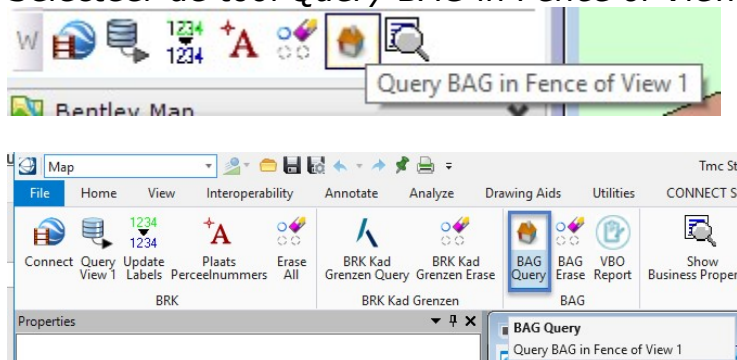 Selecteer de tool Query BAG in Fence of View
W
1234
1234
A
Query BAG in Fence of View 1
Bentley Map
Map
Tmc St
File Home View Interoperability Annotate Analyze Drawing Aids Utilities CONNECT S
1234
1234
A
Connect Query View 1 Update Labels Plaats Perceelnummers Erase All BRK Kad Grenzen Query BRK Kad Grenzen Erase BAG Query BAG Erase VBO Report Show Business Proper
BRK BRK Kad Grenzen BAG
Properties
BAG Query
Query BAG in Fence of View 1